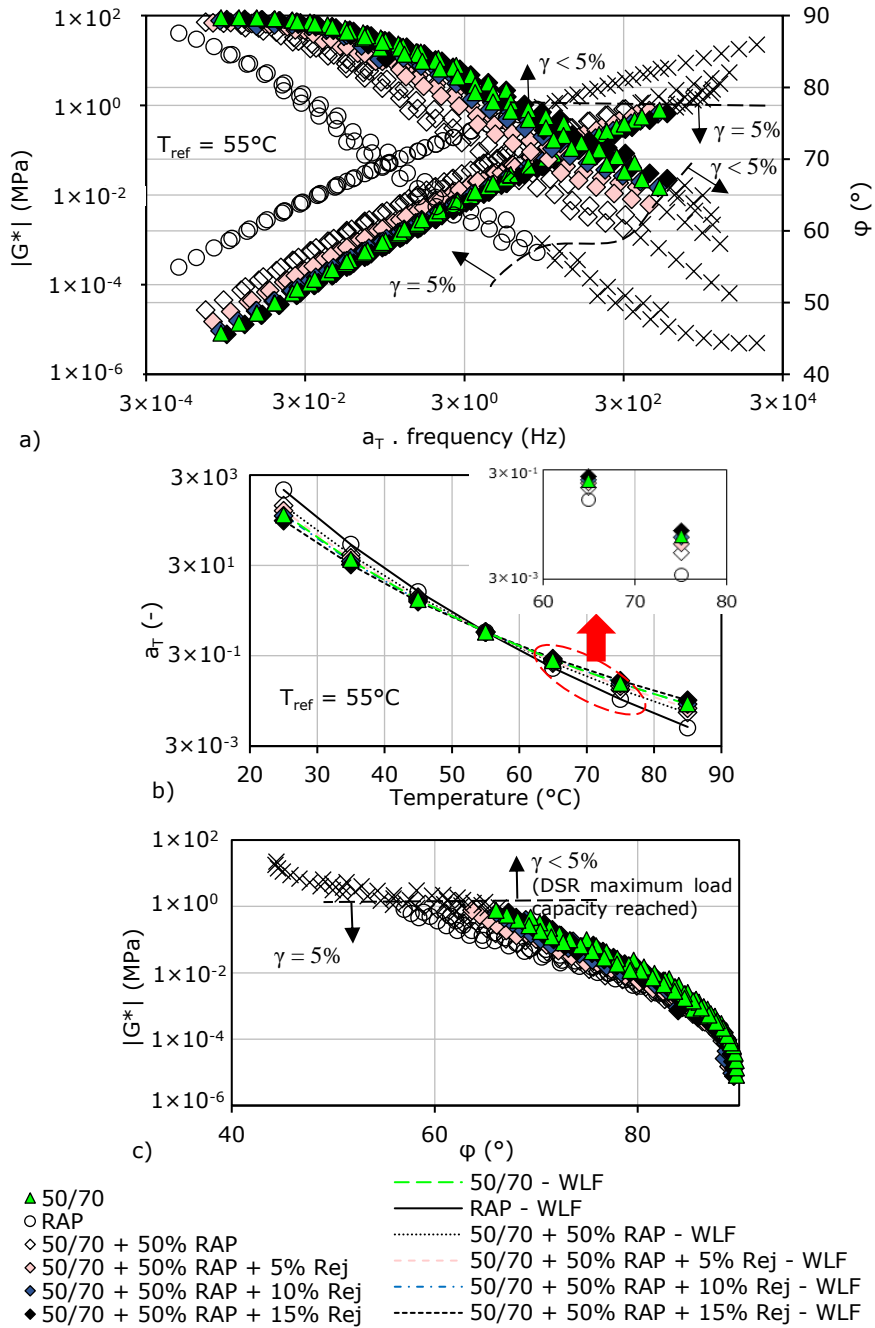 1×10²
1×10⁰
1×10⁻²
1×10⁻⁴
1×10⁻⁶
|G*| (MPa)
90
80
70
60
50
40
φ (°)
γ < 5%
γ = 5%
γ < 5%
γ = 5%
T_ref = 55°C
3×10⁻⁴
3×10⁻²
3×10⁰
3×10²
3×10⁴
a_T . frequency (Hz)
a)
3×10³
3×10¹
3×10⁻¹
3×10⁻³
a_T (-)
T_ref = 55°C
3×10⁻¹
3×10⁻³
60
70
80
20
30
40
50
60
70
80
90
Temperature (°C)
b)
1×10²
1×10⁰
1×10⁻²
1×10⁻⁴
1×10⁻⁶
|G*| (MPa)
γ < 5%
(DSR maximum load
capacity reached)
γ = 5%
40
60
80
φ (°)
c)
50/70
RAP
50/70 + 50% RAP
50/70 + 50% RAP + 5% Rej
50/70 + 50% RAP + 10% Rej
50/70 + 50% RAP + 15% Rej
50/70 - WLF
RAP - WLF
50/70 + 50% RAP - WLF
50/70 + 50% RAP + 5% Rej - WLF
50/70 + 50% RAP + 10% Rej - WLF
50/70 + 50% RAP + 15% Rej - WLF